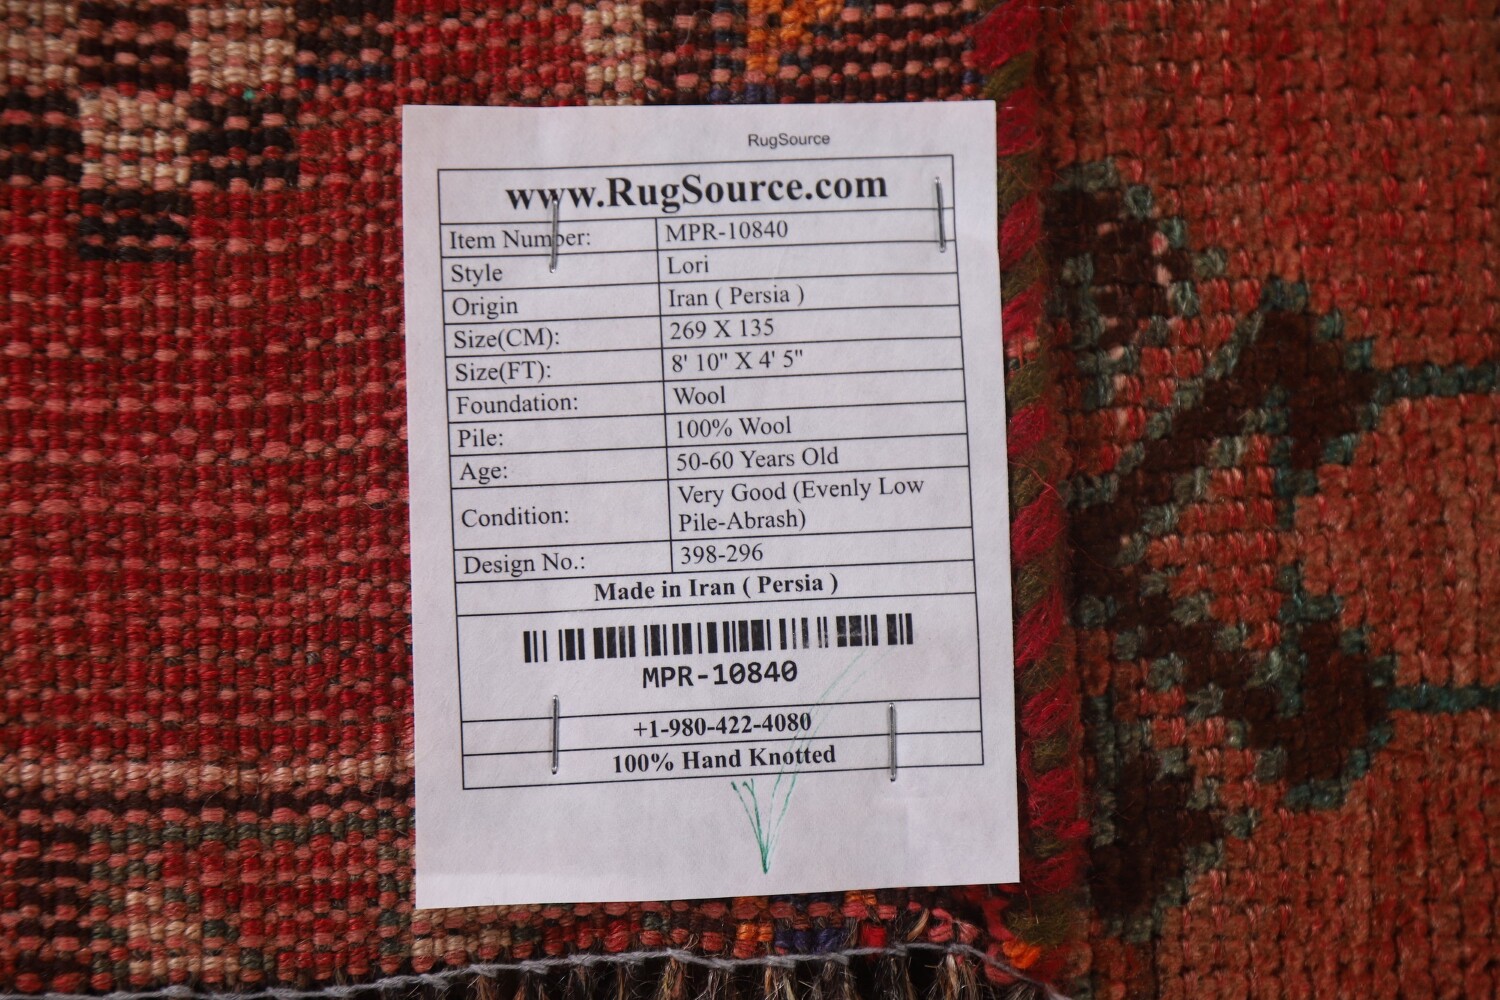 RugSource
www.RugSource.com
Item Number: MPR-10840
Style Lori
Origin Iran ( Persia )
Size(CM): 269 X 135
Size(FT): 8' 10" X 4' 5"
Foundation: Wool
Pile: 100% Wool
Age: 50-60 Years Old
Condition: Very Good (Evenly Low
Pile-Abrash)
Design No.: 398-296
Made in Iran ( Persia )
MPR-10840
+1-980-422-4080
100% Hand Knotted